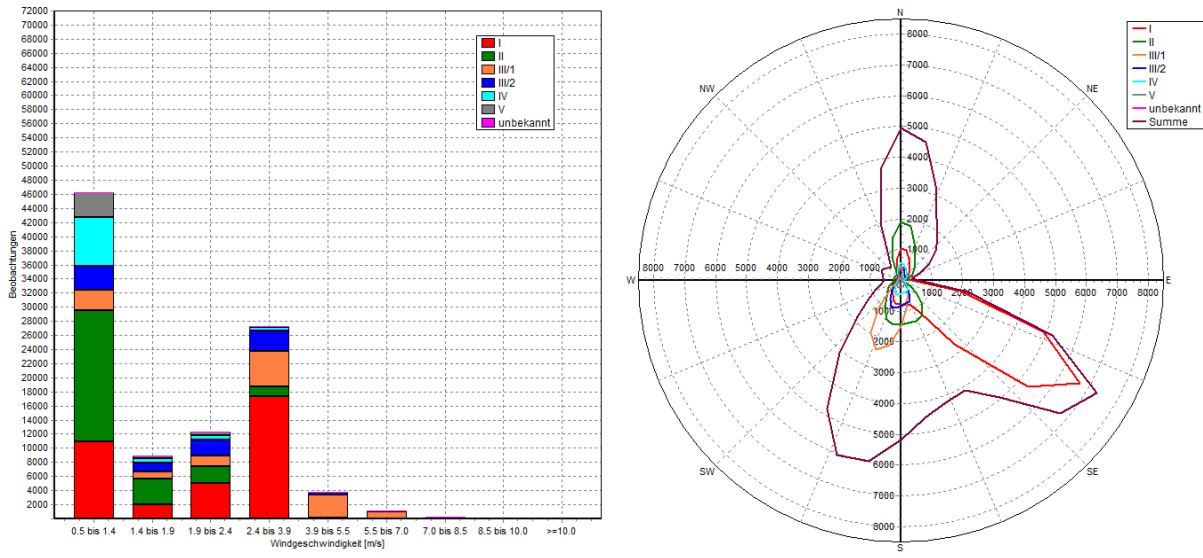 72000
70000
68000
66000
64000
62000
60000
58000
56000
54000
52000
50000
48000
46000
44000
42000
40000
38000
36000
34000
32000
30000
28000
26000
24000
22000
20000
18000
16000
14000
12000
10000
8000
6000
4000
2000
Beobachtungen
I
II
III/1
III/2
IV
V
unbekannt
0.5 bis 1.4 1.4 bis 1.9 1.9 bis 2.4 2.4 bis 3.9 3.9 bis 5.5 5.5 bis 7.0 7.0 bis 8.5 8.5 bis 10.0 >=10.0
Windgeschwindigkeit [m/s]
N
NE
E
SE
S
SW
W
NW
8000
7000
6000
5000
4000
3000
2000
1000
8000 7000 6000 5000 4000 3000 2000 1000
1000 2000 3000 4000 5000 6000 7000 8000
1000
2000
3000
4000
5000
6000
7000
8000
I
II
III/1
III/2
IV
V
unbekannt
Summe